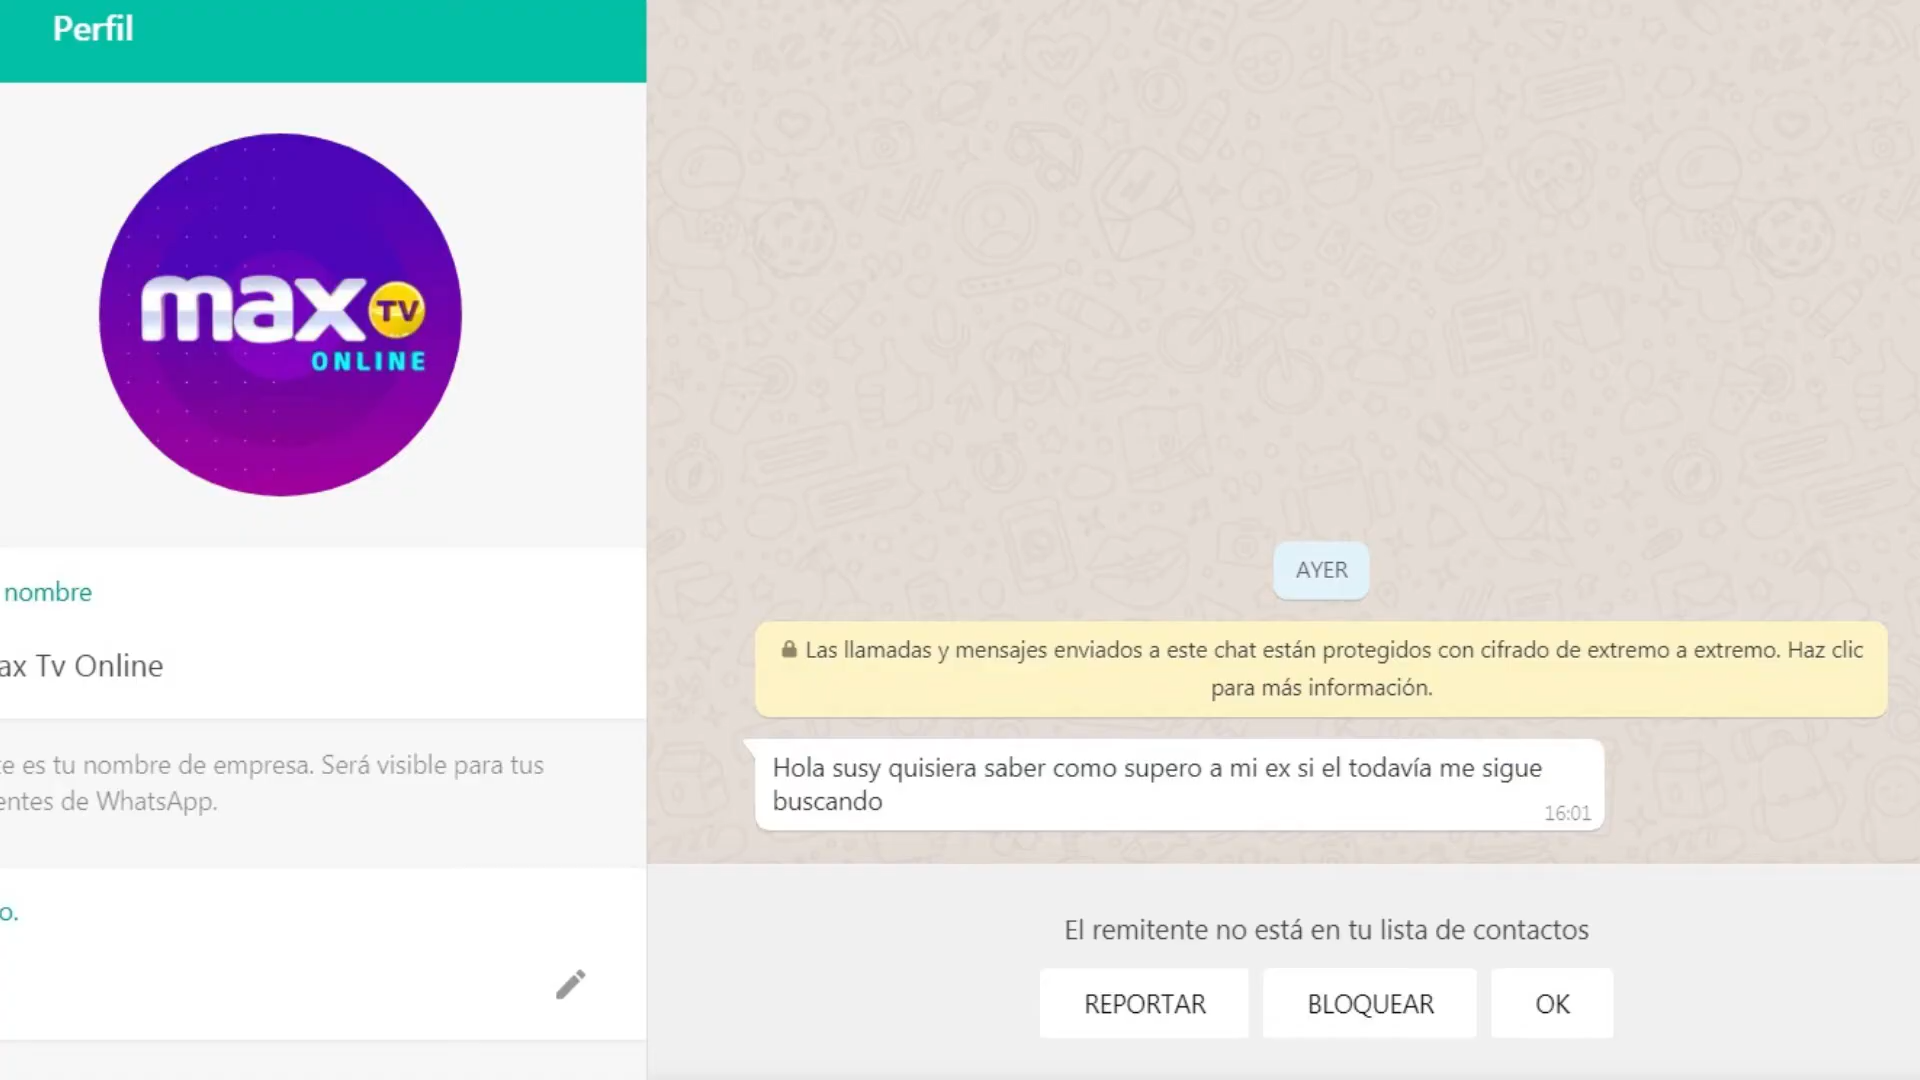 Perfil
max TV
ONLINE
nombre
ax Tv Online
e es tu nombre de empresa. Será visible para tus
entes de WhatsApp.
o.
AYER
Las llamadas y mensajes enviados a este chat están protegidos con cifrado de extremo a extremo. Haz clic
para más información.
Hola susy quisiera saber como supero a mi ex si el todavía me sigue
buscando
16:01
El remitente no está en tu lista de contactos
REPORTAR BLOQUEAR OK